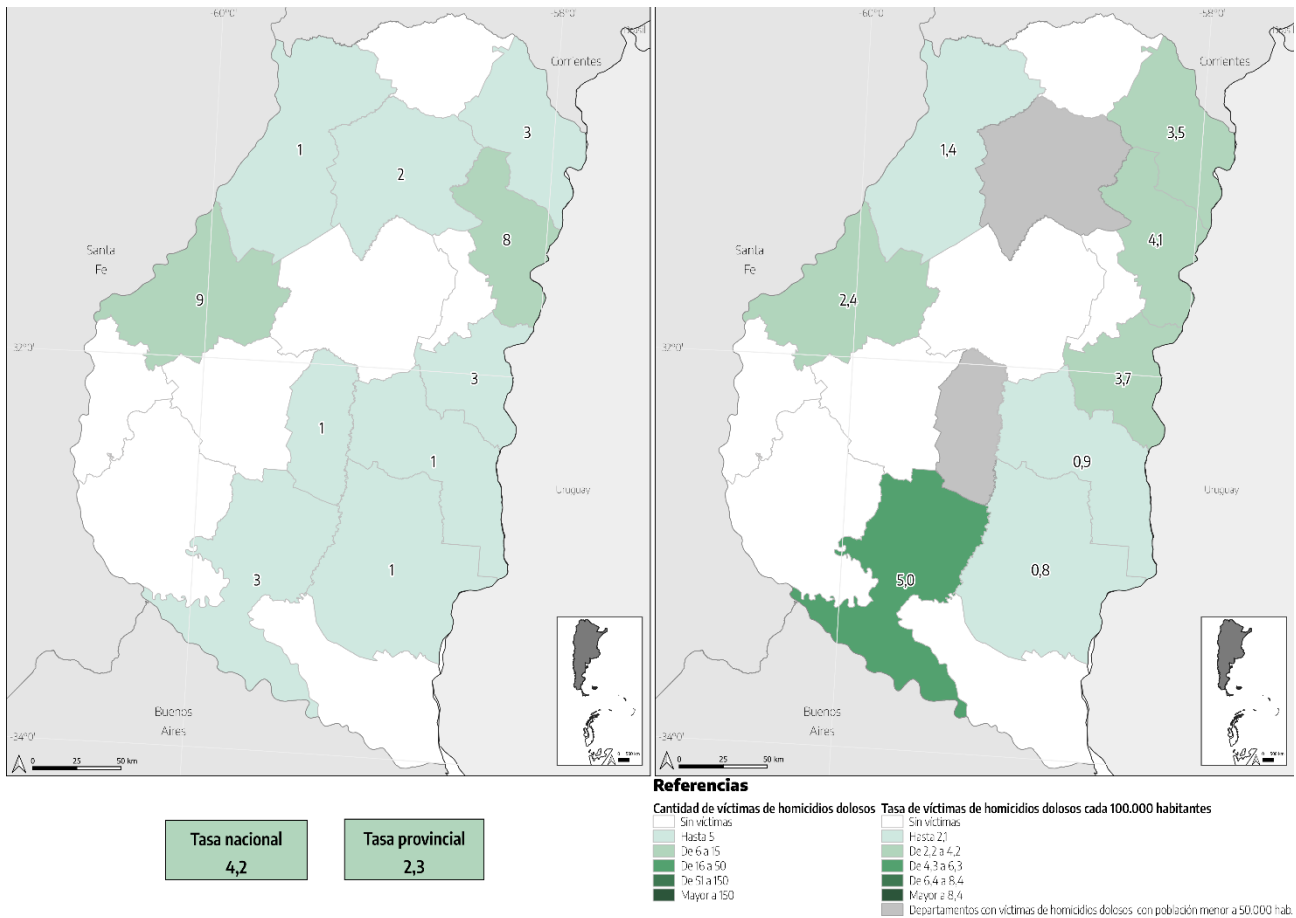 -60°0'
-58°0'
Corrientes
1
2
3
8
9
Santa
Fe
32°0'
3
1
1
Uruguay
3
1
Buenos
Aires
-34°0'
0 25 50 km
-60°0'
-58°0'
Corrientes
1,4
3,5
4,1
2,4
Santa
Fe
32°0'
3,7
0,9
Uruguay
5,0
0,8
Buenos
Aires
-34°0'
0 25 50 km
Referencias
Cantidad de víctimas de homicidios dolosos
Sin víctimas
Hasta 5
De 6 a 15
De 16 a 50
De 51 a 150
Mayor a 150
Tasa de víctimas de homicidios dolosos cada 100.000 habitantes
Sin víctimas
Hasta 2,1
De 2,2 a 4,2
De 4,3 a 6,3
De 6,4 a 8,4
Mayor a 8,4
Departamentos con víctimas de homicidios dolosos con población menor a 50.000 hab.
Tasa nacional
4,2
Tasa provincial
2,3